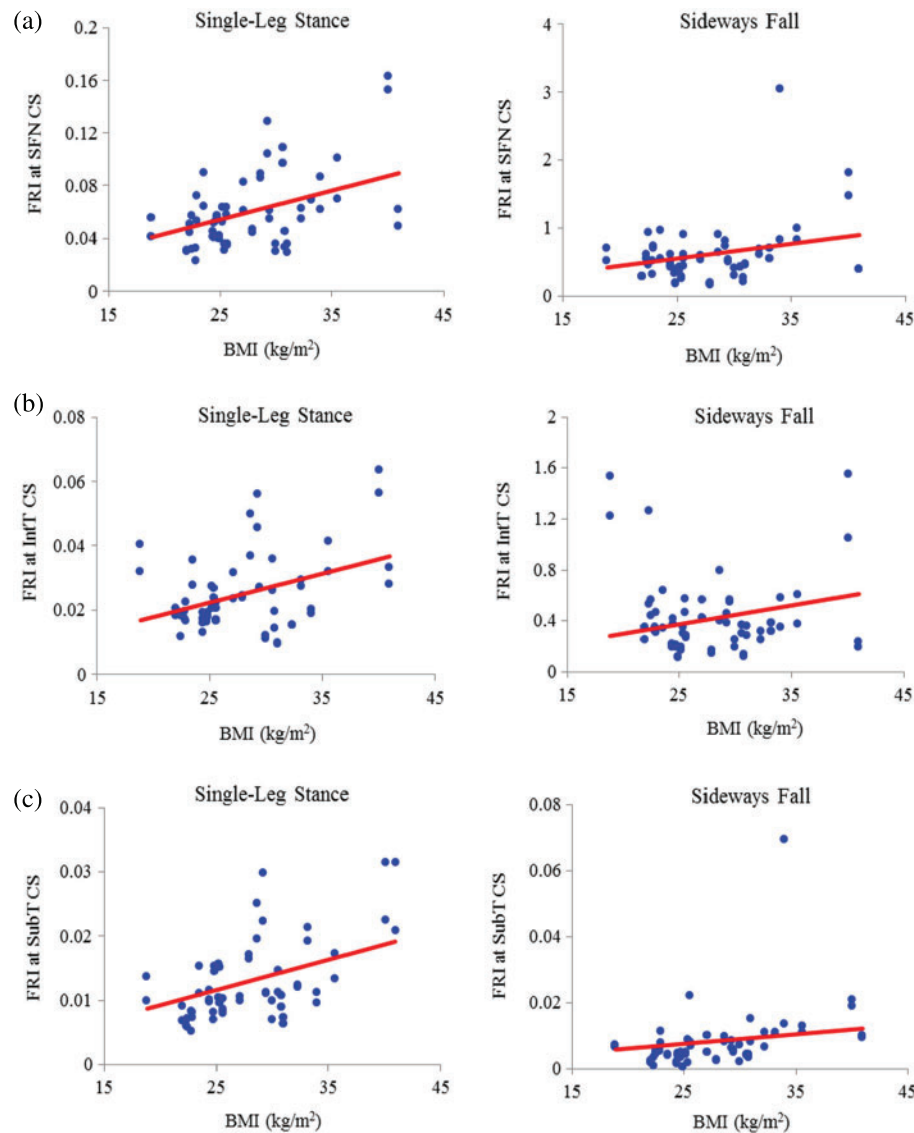 (a)
Single-Leg Stance
FRI at SFN CS
0.2
0.16
0.12
0.08
0.04
0
15 25 35 45
BMI (kg/m²)
Sideways Fall
FRI at SFN CS
4
3
2
1
0
15 25 35 45
BMI (kg/m²)
(b)
Single-Leg Stance
FRI at IntT CS
0.08
0.06
0.04
0.02
0
15 25 35 45
BMI (kg/m²)
Sideways Fall
FRI at IntT CS
2
1.6
1.2
0.8
0.4
0
15 25 35 45
BMI (kg/m²)
(c)
Single-Leg Stance
FRI at SubT CS
0.04
0.03
0.02
0.01
0
15 25 35 45
BMI (kg/m²)
Sideways Fall
FRI at SubT CS
0.08
0.06
0.04
0.02
0
15 25 35 45
BMI (kg/m²)